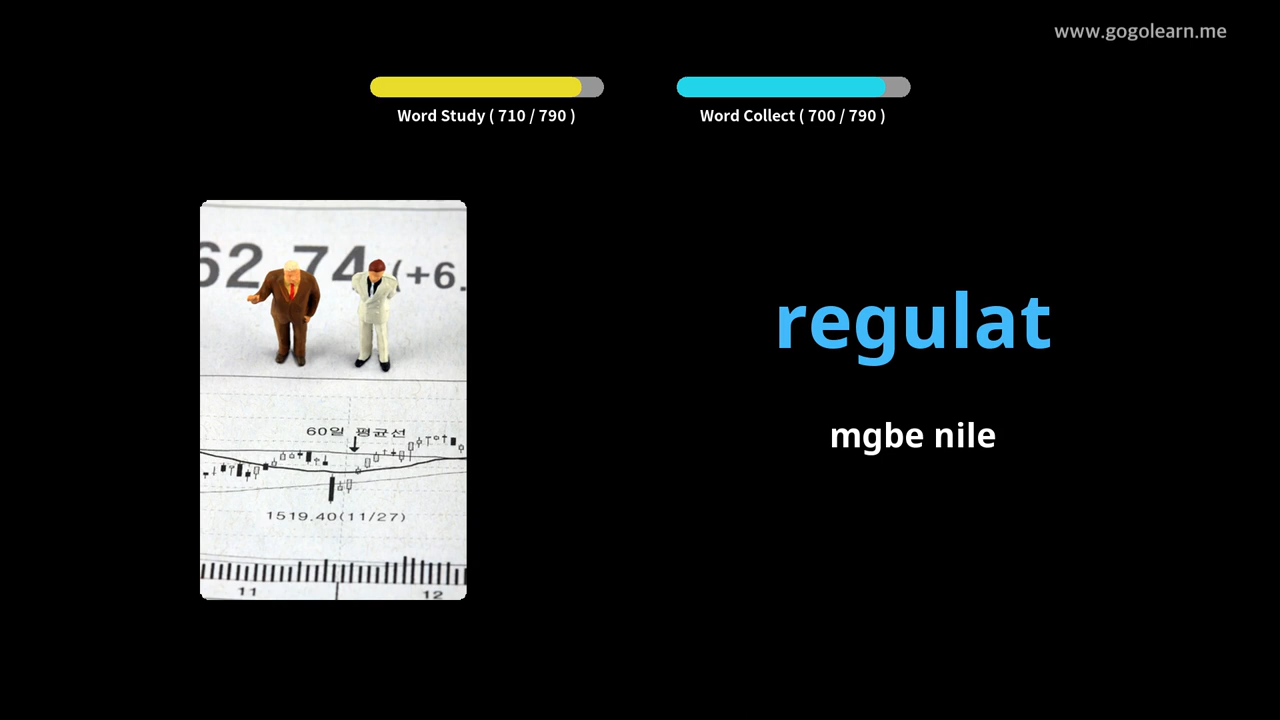 www.gogolearn.me
Word Study ( 710 / 790 )
Word Collect ( 700 / 790 )
62.74 (+6.
regulat
mgbe nile
60일 평균선
1519.40(11/27)
11
12